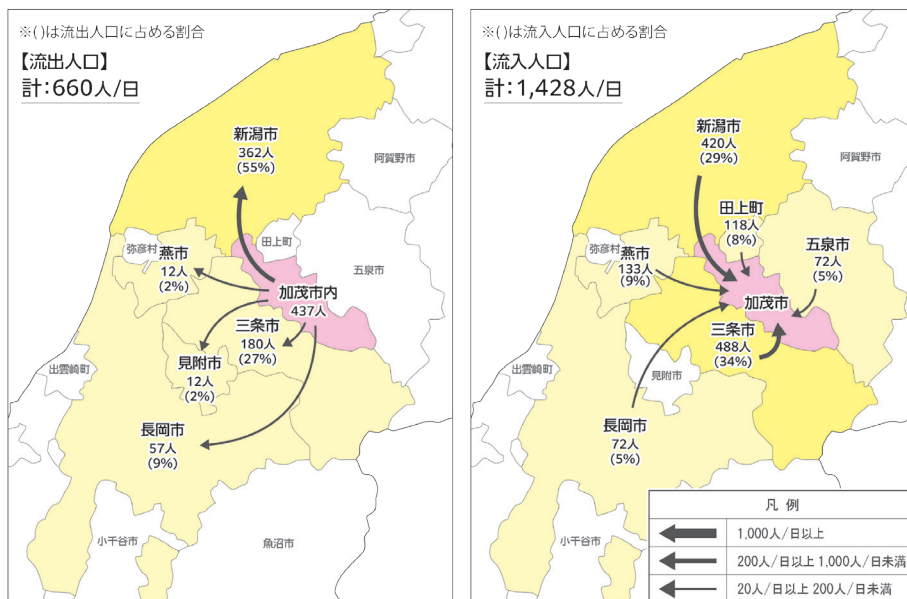 ※( )は流出人口に占める割合
【流出人口】
計:660人/日
新潟市
362人
(55%)
阿賀野市
弥彦村
田上町
燕市
12人
(2%)
五泉市
加茂市内
437人
三条市
180人
(27%)
見附市
12人
(2%)
出雲崎町
長岡市
57人
(9%)
小千谷市
魚沼市
※( )は流入人口に占める割合
【流入人口】
計:1,428人/日
新潟市
420人
(29%)
阿賀野市
田上町
118人
(8%)
弥彦村
燕市
133人
(9%)
五泉市
72人
(5%)
加茂市
三条市
488人
(34%)
出雲崎町
見附市
長岡市
72人
(5%)
小千谷市
凡 例
1,000人/日以上
200人/日以上 1,000人/日未満
20人/日以上 200人/日未満